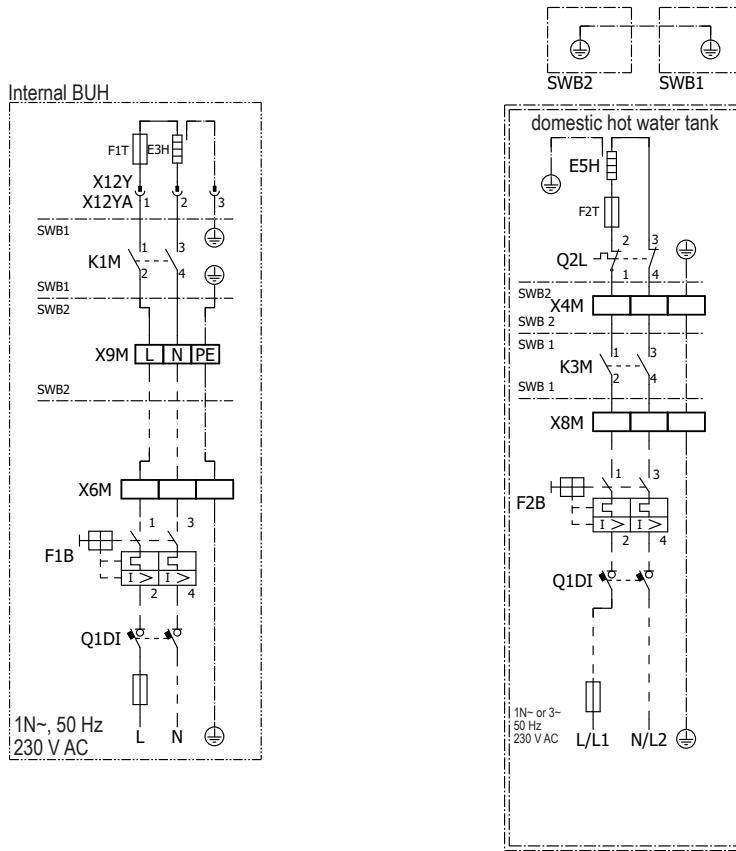 Internal BUH
F1T E3H
X12Y
X12YA 1 2 3
SWB1
K1M 1 3
2 4
SWB1
SWB2
X9M L N PE
SWB2
X6M
1 3
F1B
I > I >
2 4
Q1DI
1N~, 50 Hz
230 V AC
L N
SWB2 SWB1
domestic hot water tank
E5H
F2T
2 3
Q2L
1 4
SWB2
X4M
SWB 2
SWB 1
K3M 1 3
2 4
SWB 1
X8M
1 3
F2B
I > I >
2 4
Q1DI
1N~ or 3~
50 Hz
230 V AC
L/L1 N/L2